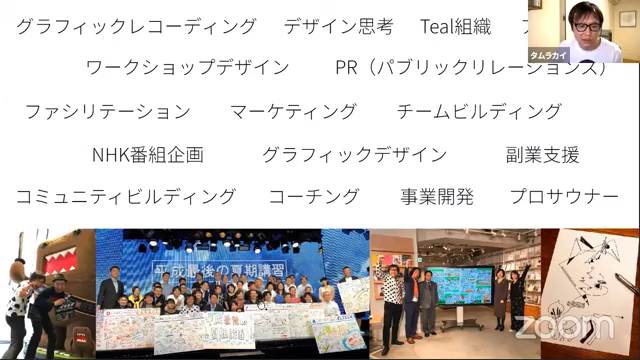 グラフィックレコーディング デザイン思考 Teal組織
タムラカイ
ワークショップデザイン PR（パブリックリレーションズ）
ファシリテーション マーケティング チームビルディング
NHK番組企画 グラフィックデザイン 副業支援
コミュニティビルディング コーチング 事業開発 プロサウナー
平成最後の夏期講習
zoom